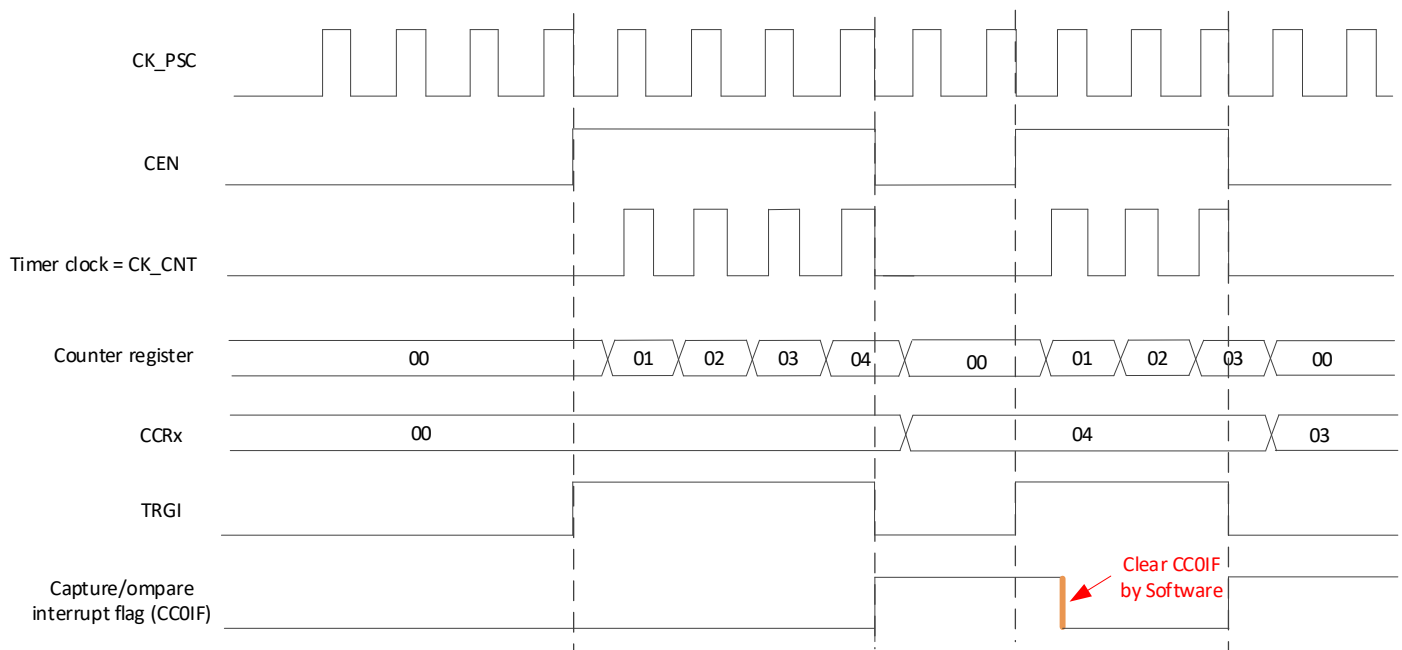 CK_PSC
CEN
Timer clock = CK_CNT
Counter register
00 01 02 03 04 00 01 02 03 00
CCRx
00 04 03
TRGI
Capture/ompare
interrupt flag (CC0IF)
Clear CC0IF
by Software